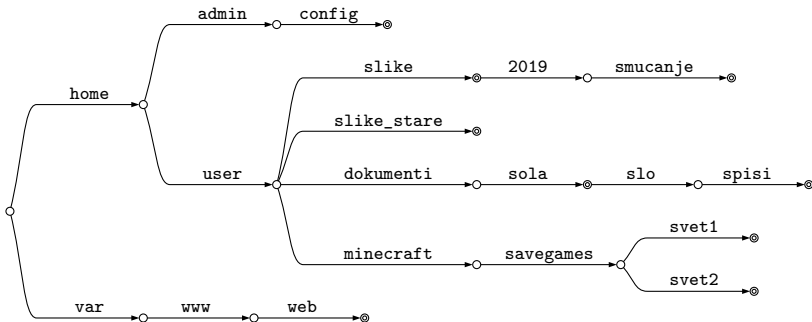 admin config
slike 2019 smucanje
home
slike_stare
user dokumenti sola slo spisi
svet1
minecraft savegames
svet2
var www web